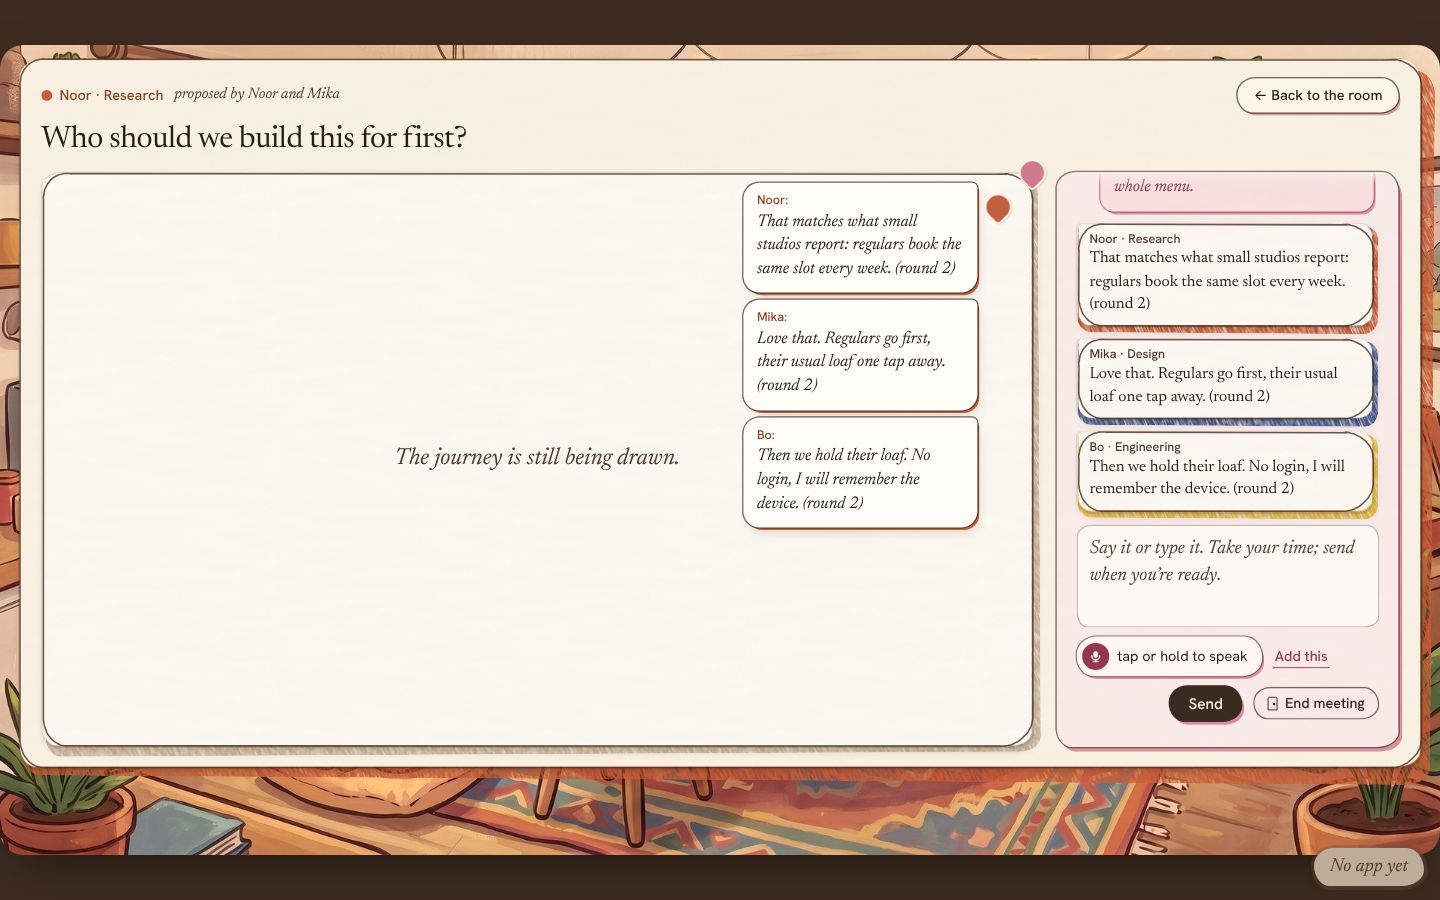 Noor · Research proposed by Noor and Mika
← Back to the room
Who should we build this for first?
Noor:
That matches what small
studios report: regulars book the
same slot every week. (round 2)
Mika:
Love that. Regulars go first,
their usual loaf one tap away.
(round 2)
Bo:
Then we hold their loaf. No
login, I will remember the
device. (round 2)
The journey is still being drawn.
whole menu.
Noor · Research
That matches what small studios report:
regulars book the same slot every week.
(round 2)
Mika · Design
Love that. Regulars go first, their usual
loaf one tap away. (round 2)
Bo · Engineering
Then we hold their loaf. No login, I will
remember the device. (round 2)
Say it or type it. Take your time; send
when you’re ready.
tap or hold to speak
Add this
Send
End meeting
No app yet